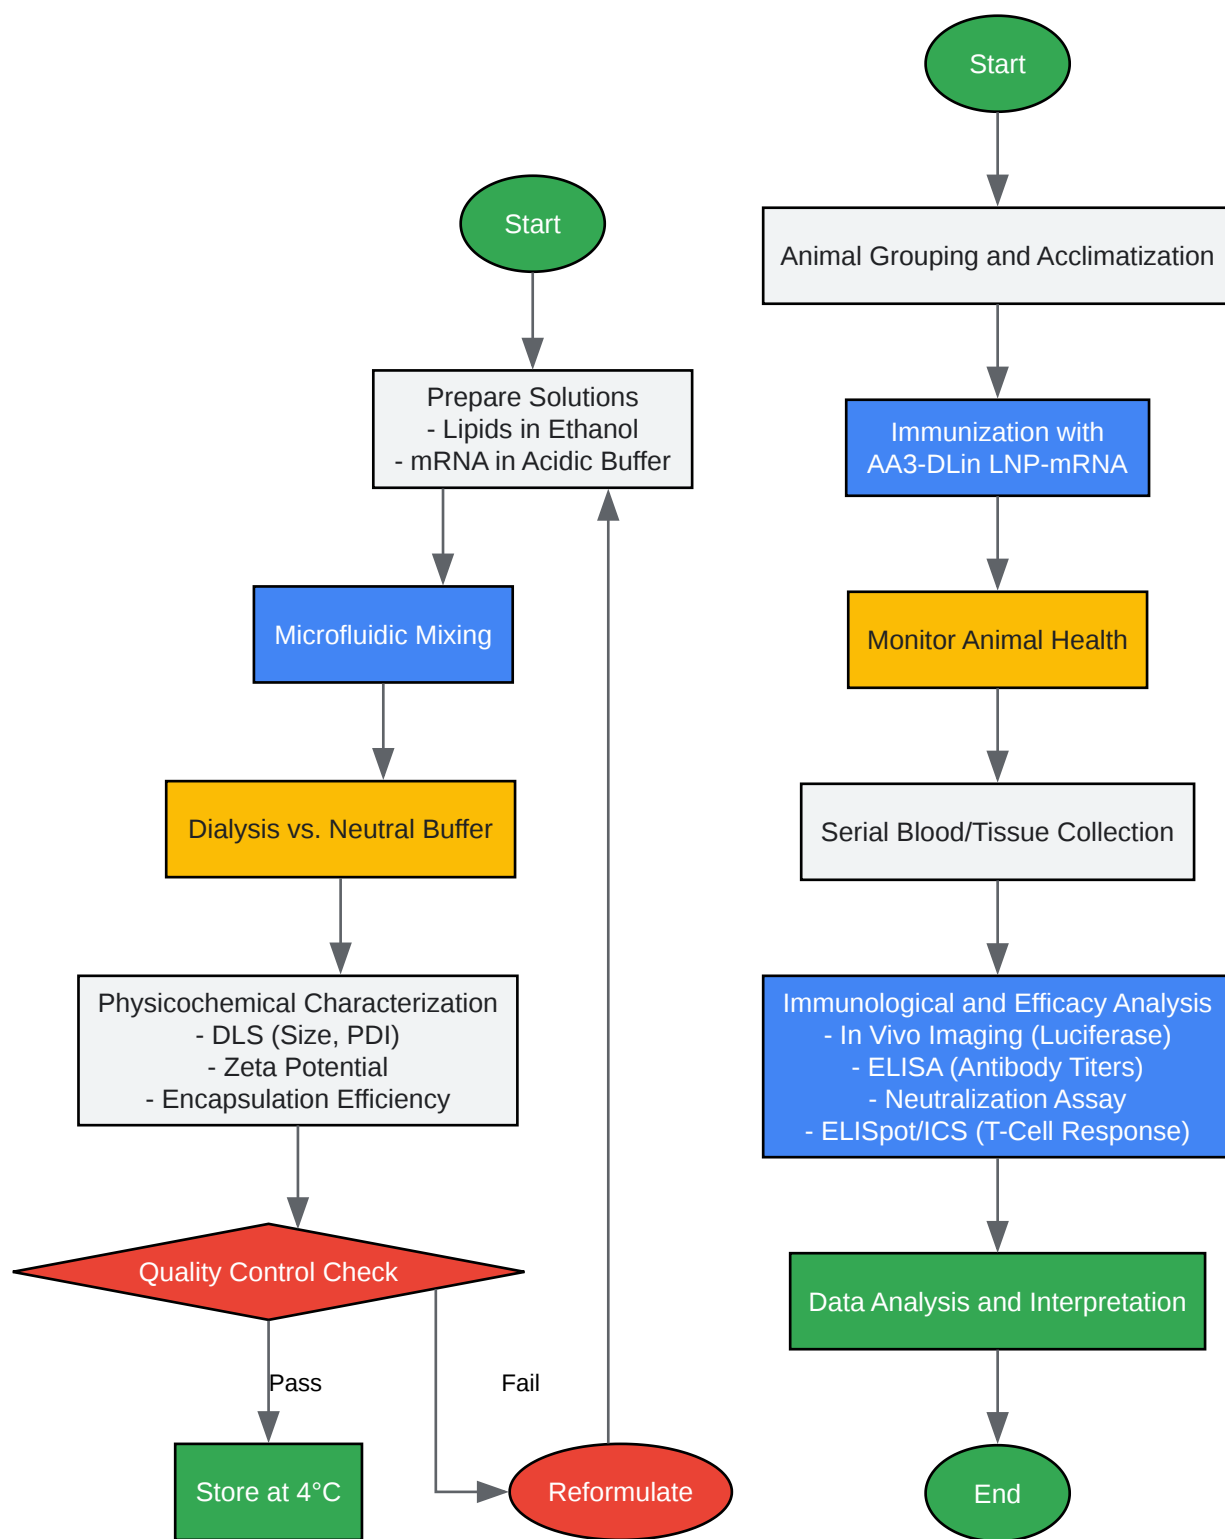 Start
Prepare Solutions
- Lipids in Ethanol
- mRNA in Acidic Buffer
Microfluidic Mixing
Dialysis vs. Neutral Buffer
Physicochemical Characterization
- DLS (Size, PDI)
- Zeta Potential
- Encapsulation Efficiency
Quality Control Check
Pass
Fail
Store at 4°C
Reformulate
Start
Animal Grouping and Acclimatization
Immunization with
AA3-DLin LNP-mRNA
Monitor Animal Health
Serial Blood/Tissue Collection
Immunological and Efficacy Analysis
- In Vivo Imaging (Luciferase)
- ELISA (Antibody Titers)
- Neutralization Assay
- ELISpot/ICS (T-Cell Response)
Data Analysis and Interpretation
End